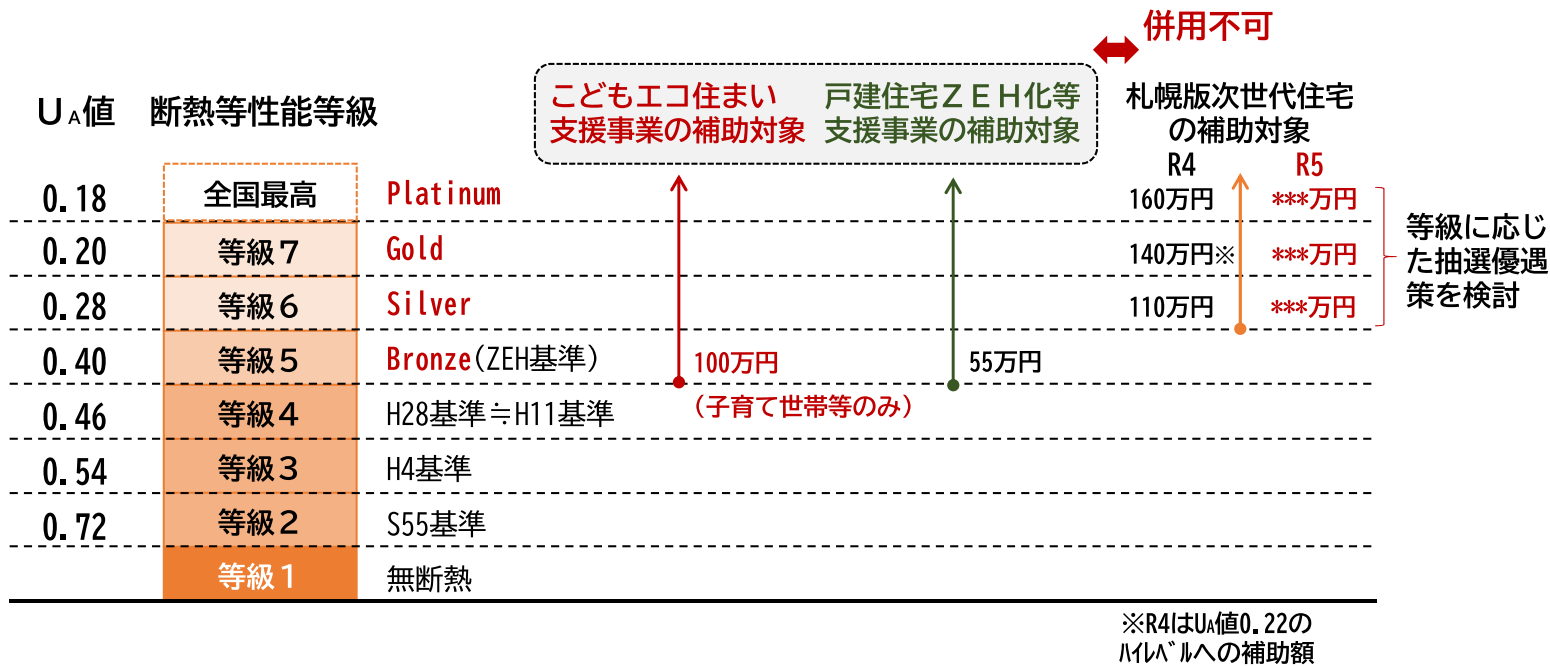 併用不可
UA値 断熱等性能等級
こどもエコ住まい
支援事業の補助対象
戸建住宅ZEH化等
支援事業の補助対象
札幌版次世代住宅
の補助対象
R4 R5
0.18 全国最高 Platinum 160万円 ***万円
0.20 等級7 Gold 140万円※ ***万円
0.28 等級6 Silver 110万円 ***万円
等級に応じ
た抽選優遇
策を検討
0.40 等級5 Bronze(ZEH基準) 100万円 55万円
(子育て世帯等のみ)
0.46 等級4 H28基準≒H11基準
0.54 等級3 H4基準
0.72 等級2 S55基準
等級1 無断熱
※R4はUA値0.22の
ﾊｲﾚﾍﾞﾙへの補助額